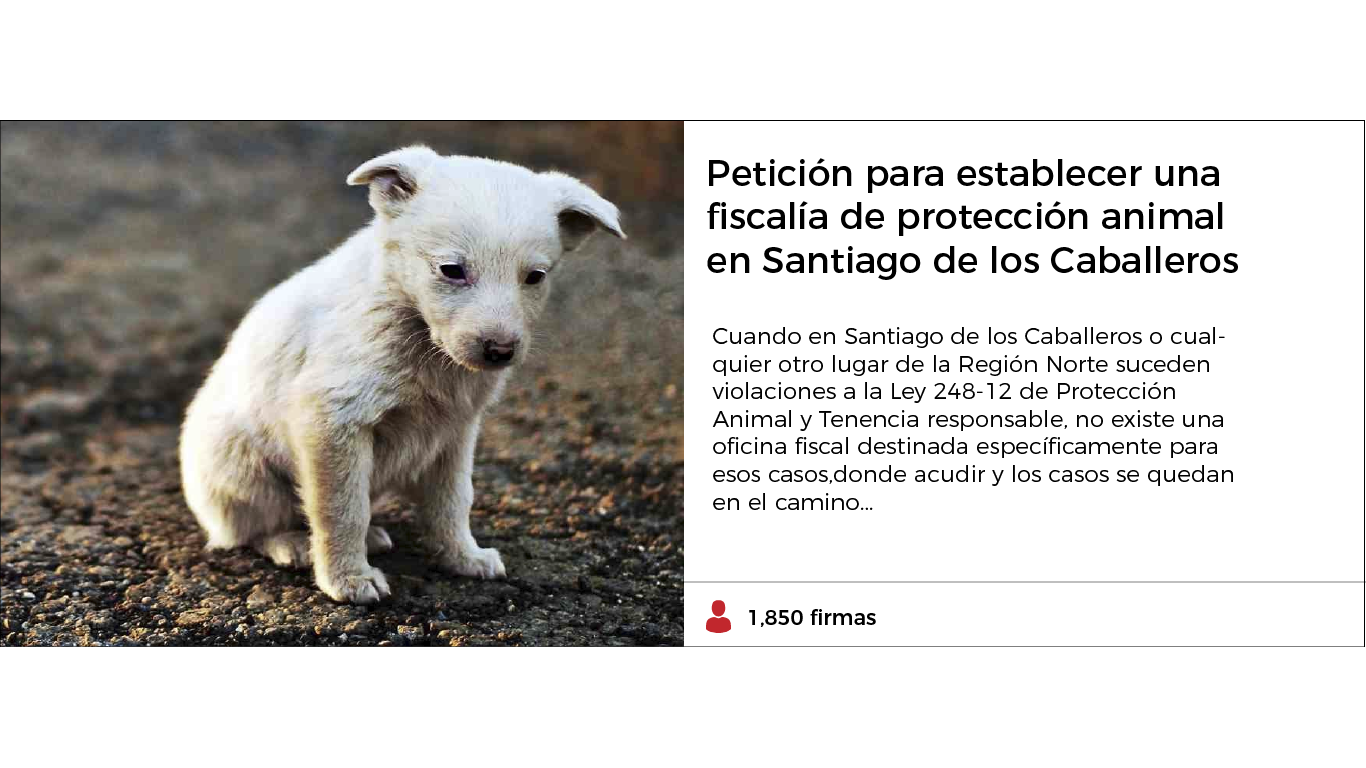 Petición para establecer una
fiscalía de protección animal
en Santiago de los Caballeros
Cuando en Santiago de los Caballeros o cual-
quier otro lugar de la Región Norte suceden
violaciones a la Ley 248-12 de Protección
Animal y Tenencia responsable, no existe una
oficina fiscal destinada específicamente para
esos casos,donde acudir y los casos se quedan
en el camino...
1,850 firmas